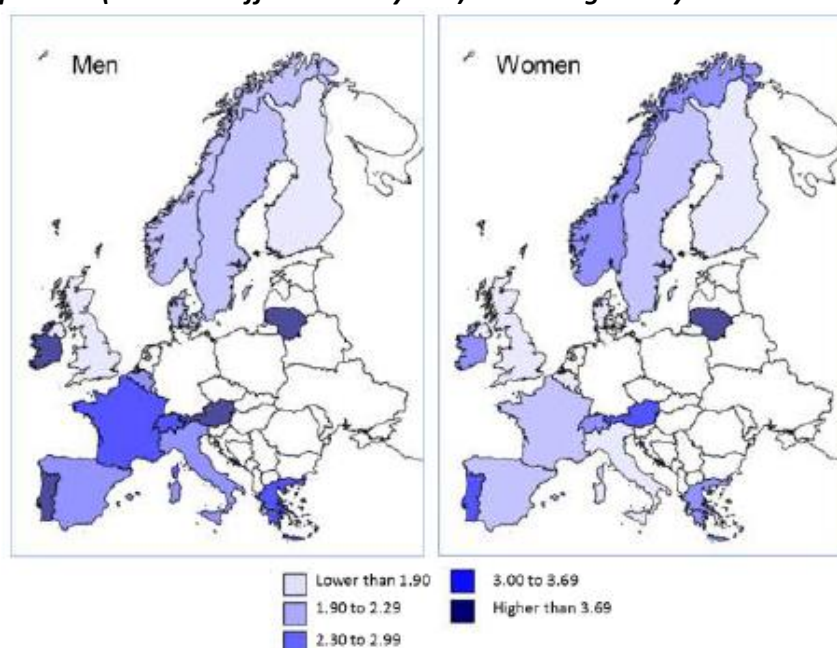 Men
Women
Lower than 1.90
1.90 to 2.29
2.30 to 2.99
3.00 to 3.69
Higher than 3.69